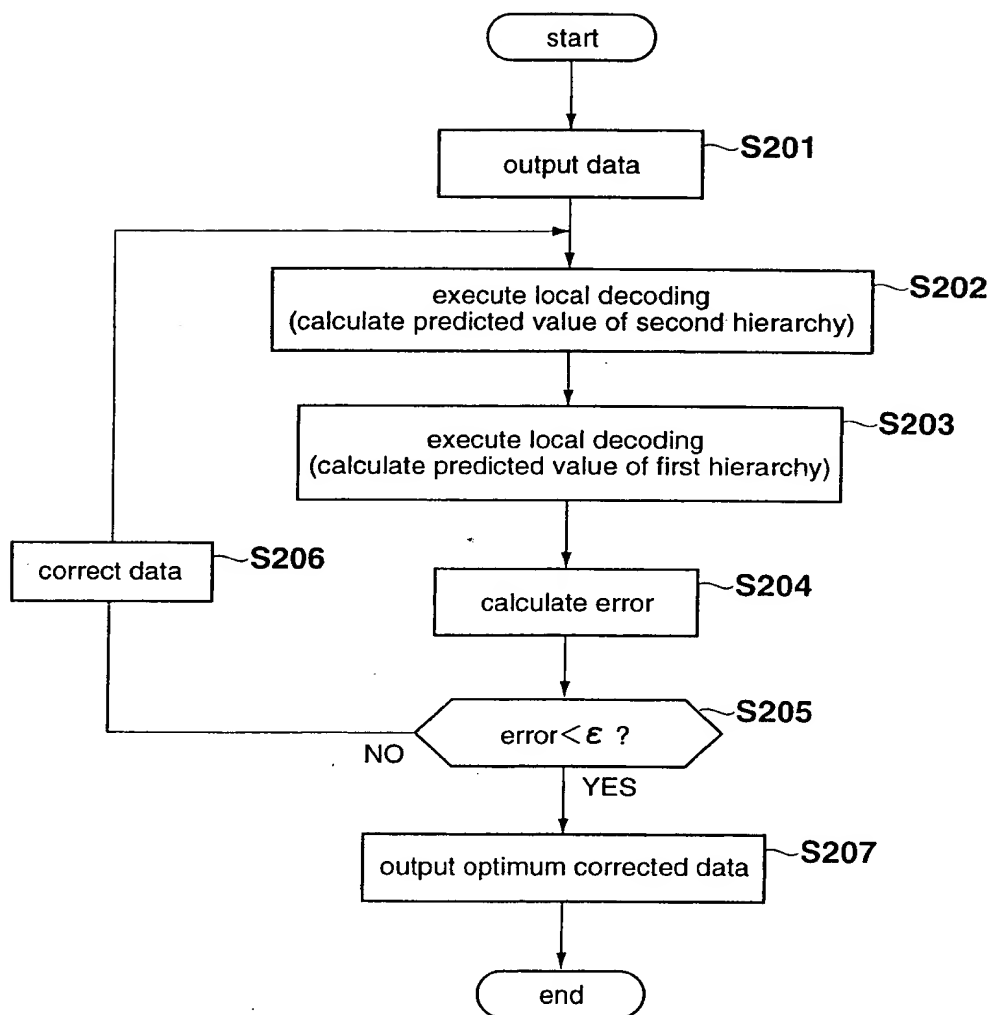 start
output data
S201
execute local decoding
(calculate predicted value of second hierarchy)
S202
execute local decoding
(calculate predicted value of first hierarchy)
S203
correct data
S206
calculate error
S204
error<ε ?
S205
NO
YES
output optimum corrected data
S207
end